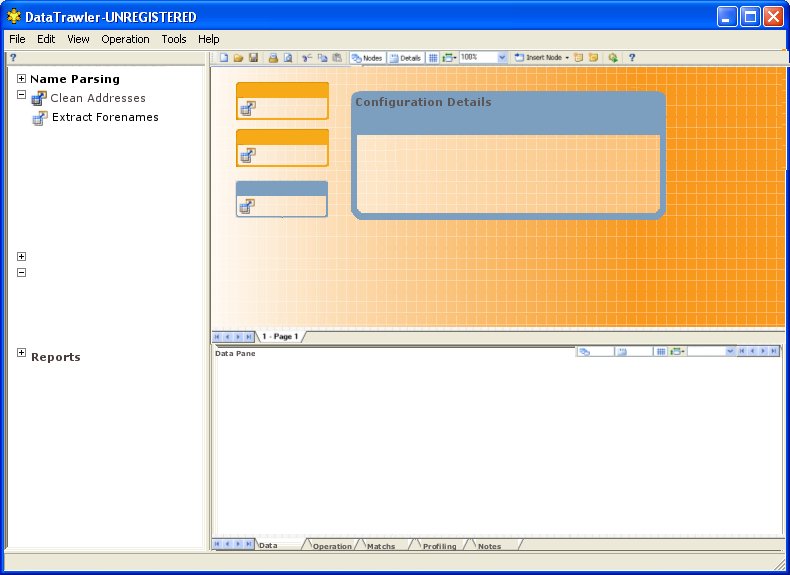 DataTrawler-UNREGISTERED
File Edit View Operation Tools Help
? Nodes Details 100% Insert Node ?
Name Parsing
Clean Addresses
Extract Forenames
Reports
Configuration Details
1 - Page 1
Data Pane
Data Operation Matchs Profiling Notes